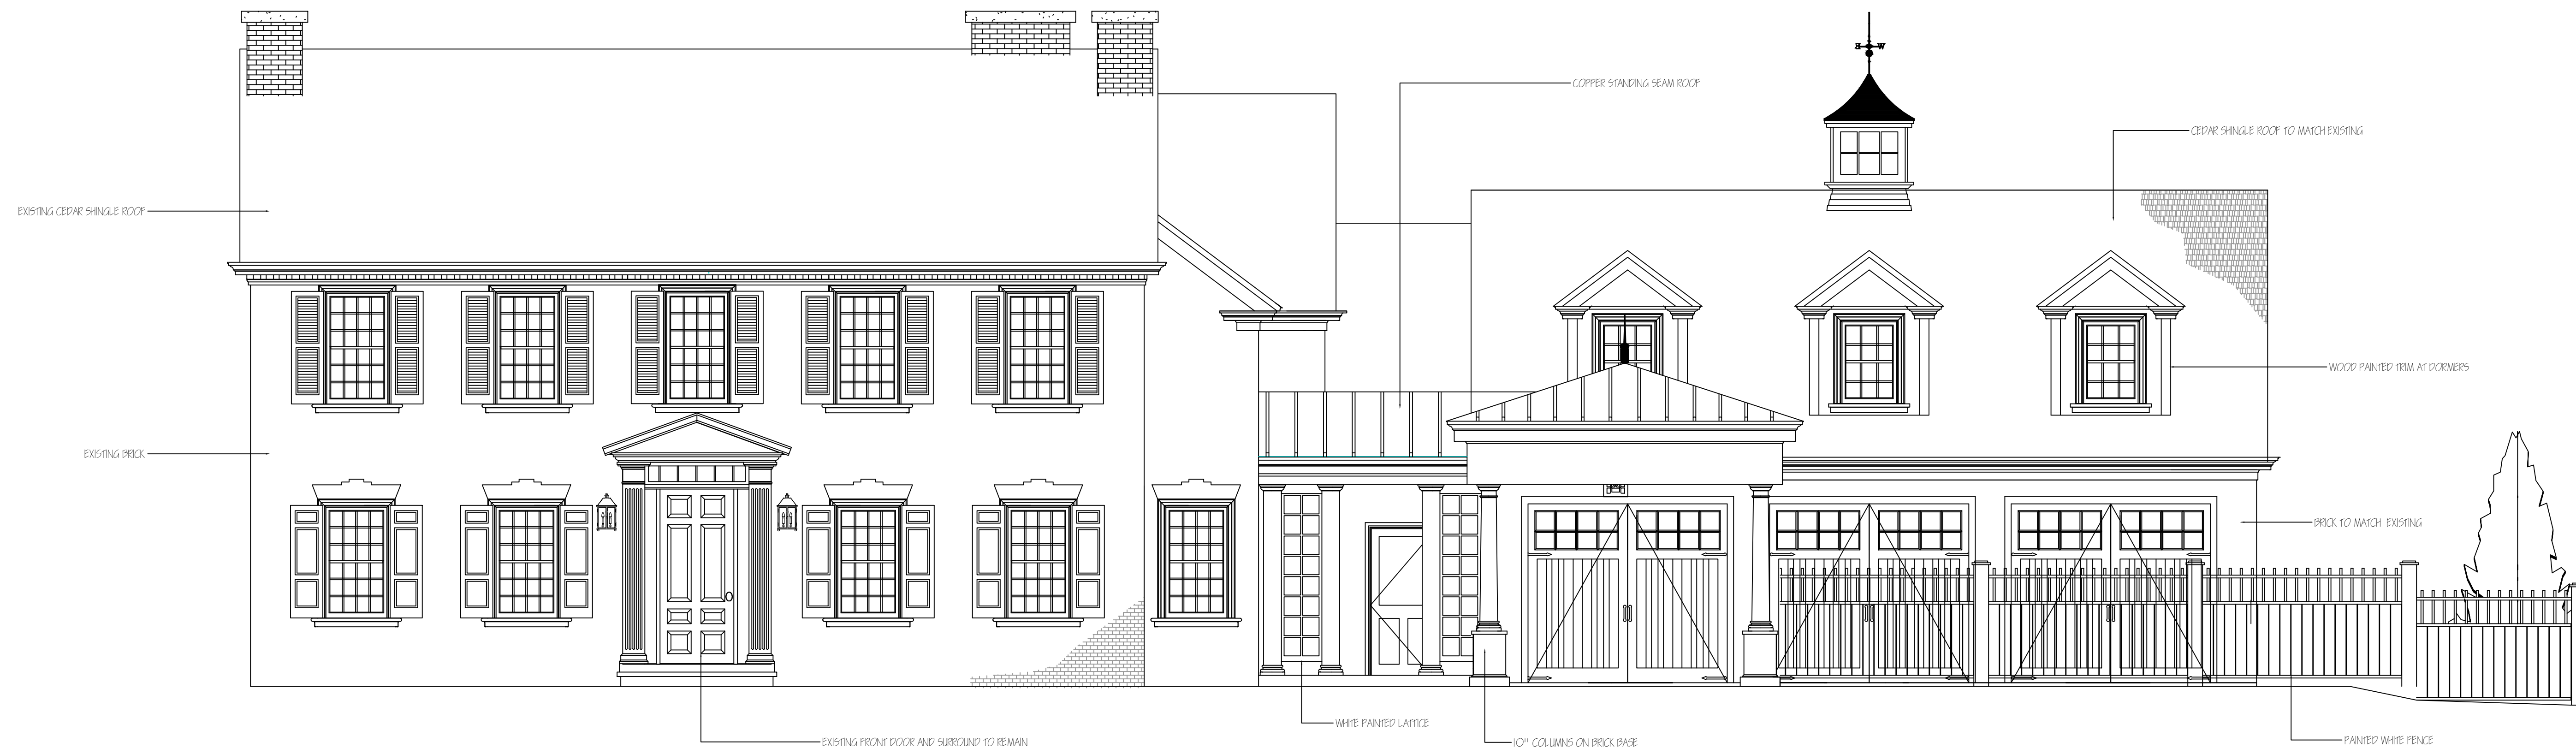 E W
COPPER STANDING SEAM ROOF
CEDAR SHINGLE ROOF TO MATCH EXISTING
EXISTING CEDAR SHINGLE ROOF
WOOD PAINTED TRIM AT DORMERS
EXISTING BRICK
BRICK TO MATCH EXISTING
WHITE PAINTED LATTICE
EXISTING FRONT DOOR AND SURROUND TO REMAIN
10"' COLUMNS ON BRICK BASE
PAINTED WHITE FENCE